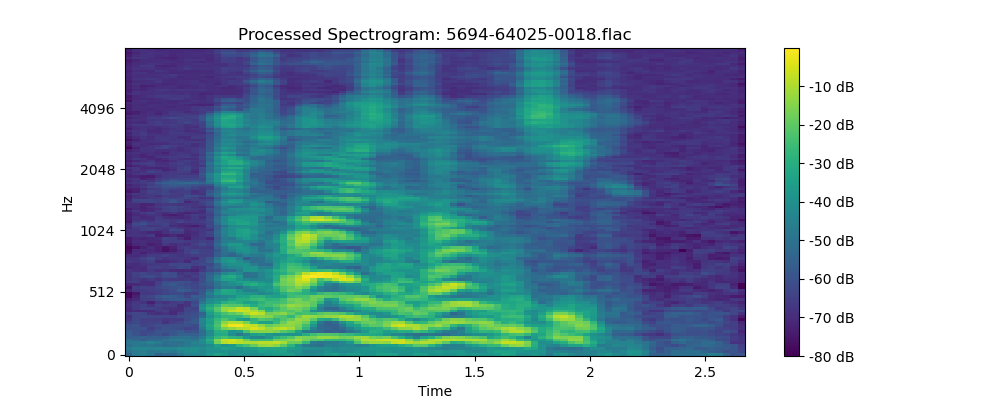 Processed Spectrogram: 5694-64025-0018.flac
Hz
4096
2048
1024
512
0
0
0.5
1
1.5
2
2.5
Time
-10 dB
-20 dB
-30 dB
-40 dB
-50 dB
-60 dB
-70 dB
-80 dB